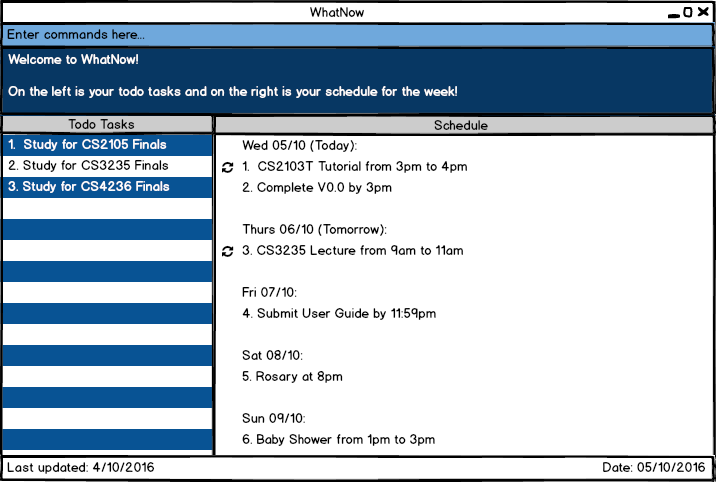 WhatNow
Enter commands here...
Welcome to WhatNow!
On the left is your todo tasks and on the right is your schedule for the week!
Todo Tasks
1. Study for CS2105 Finals
2. Study for CS3235 Finals
3. Study for CS4236 Finals
Schedule
Wed 05/10 (Today):
1. CS2103T Tutorial from 3pm to 4pm
2. Complete V0.0 by 3pm
Thurs 06/10 (Tomorrow):
3. CS3235 Lecture from 9am to 11am
Fri 07/10:
4. Submit User Guide by 11:59pm
Sat 08/10:
5. Rosary at 8pm
Sun 09/10:
6. Baby Shower from 1pm to 3pm
Last updated: 4/10/2016
Date: 05/10/2016